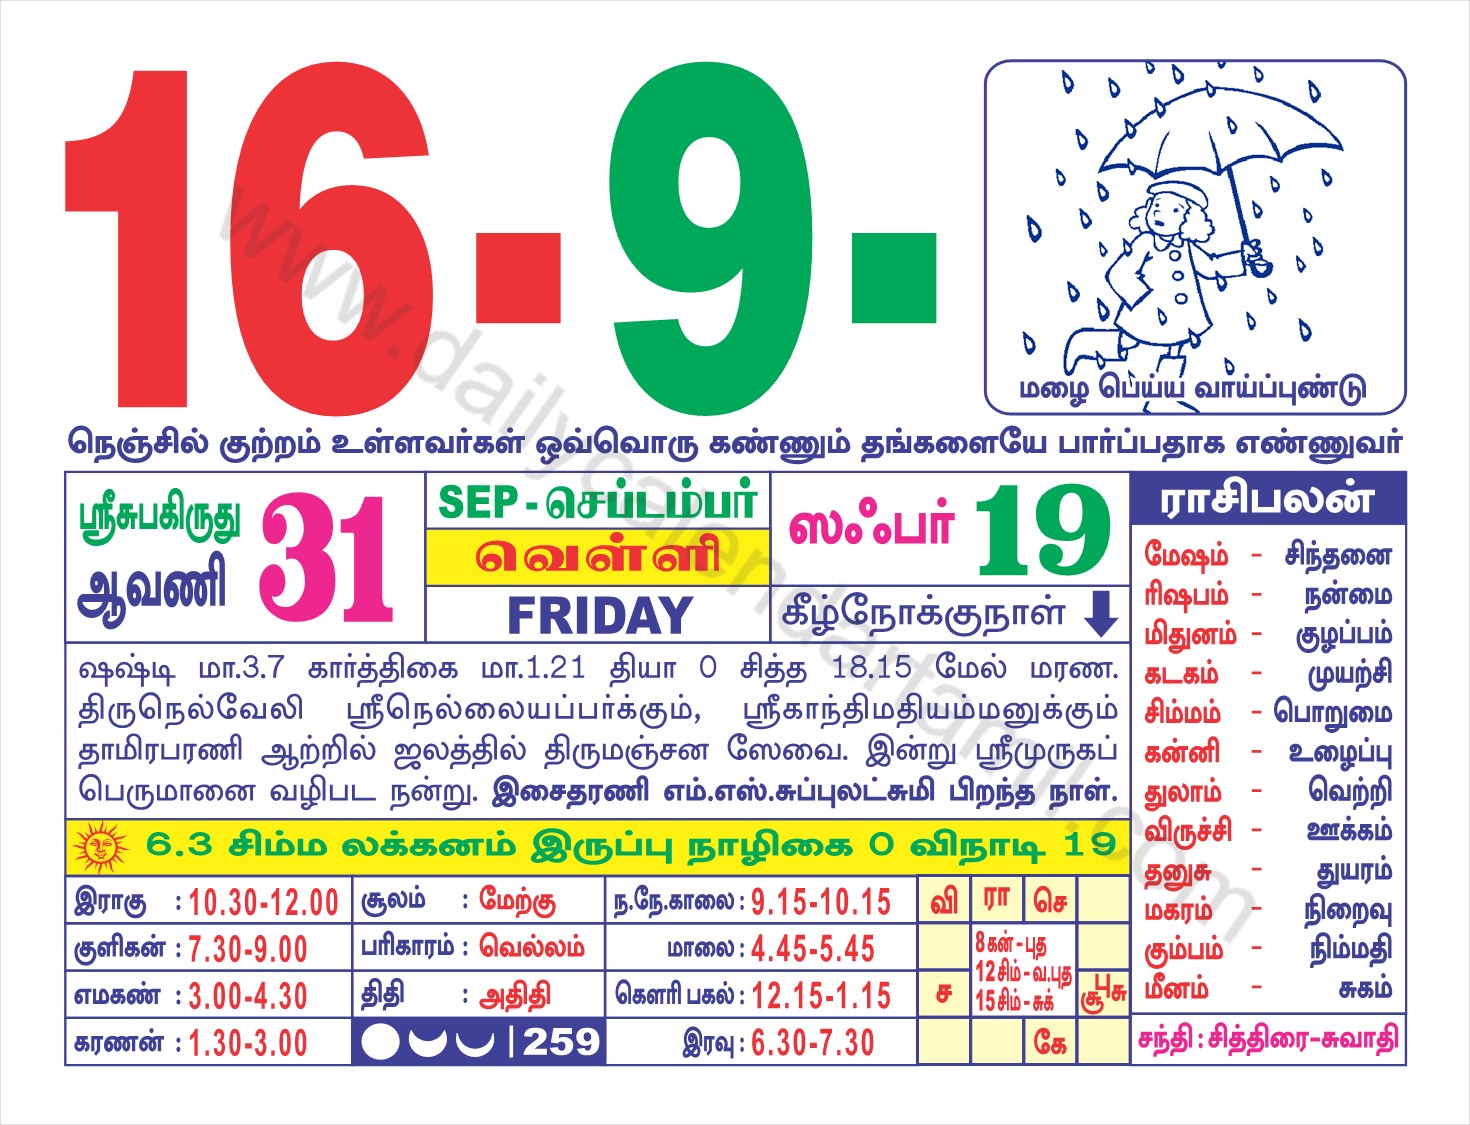 16-9-
மழை பெய்ய வாய்ப்புண்டு
நெஞ்சில் குற்றம் உள்ளவர்கள் ஒவ்வொரு கண்ணும் தங்களையே பார்ப்பதாக எண்ணுவர்
ஸ்ரீசுபகிருது
ஆவணி 31
SEP - செப்டம்பர்
வெள்ளி
FRIDAY
ஸஃபர் 19
கீழ்நோக்குநாள்
ஷஷ்டி மா.3.7 கார்த்திகை மா.1.21 தியா 0 சித்த 18.15 மேல் மரண.
திருநெல்வேலி ஸ்ரீநெல்லையப்பர்க்கும், ஸ்ரீகாந்திமதியம்மனுக்கும்
தாமிரபரணி ஆற்றில் ஜலத்தில் திருமஞ்சன ஸேவை. இன்று ஸ்ரீமுருகப்
பெருமானை வழிபட நன்று. இசைதரணி எம்.எஸ்.சுப்புலட்சுமி பிறந்த நாள்.
6.3 சிம்ம லக்கனம் இருப்பு நாழிகை 0 விநாடி 19
இராகு : 10.30-12.00
குளிகன் : 7.30-9.00
எமகண் : 3.00-4.30
கரணன் : 1.30-3.00
சூலம் : மேற்கு
பரிகாரம் : வெல்லம்
திதி : அதிதி
259
ந.நே.காலை : 9.15-10.15
மாலை : 4.45-5.45
கௌரி பகல் : 12.15-1.15
இரவு : 6.30-7.30
வி ரா செ
8கன்-புத
12சிம்-வ.புத
ச 15சிம்-சுக் சூபுசு
கே
ராசிபலன்
மேஷம் - சிந்தனை
ரிஷபம் - நன்மை
மிதுனம் - குழப்பம்
கடகம் - முயற்சி
சிம்மம் - பொறுமை
கன்னி - உழைப்பு
துலாம் - வெற்றி
விருச்சி - ஊக்கம்
தனுசு - துயரம்
மகரம் - நிறைவு
கும்பம் - நிம்மதி
மீனம் - சுகம்
சந்தி : சித்திரை-சுவாதி
www.dailycalendartamil.com